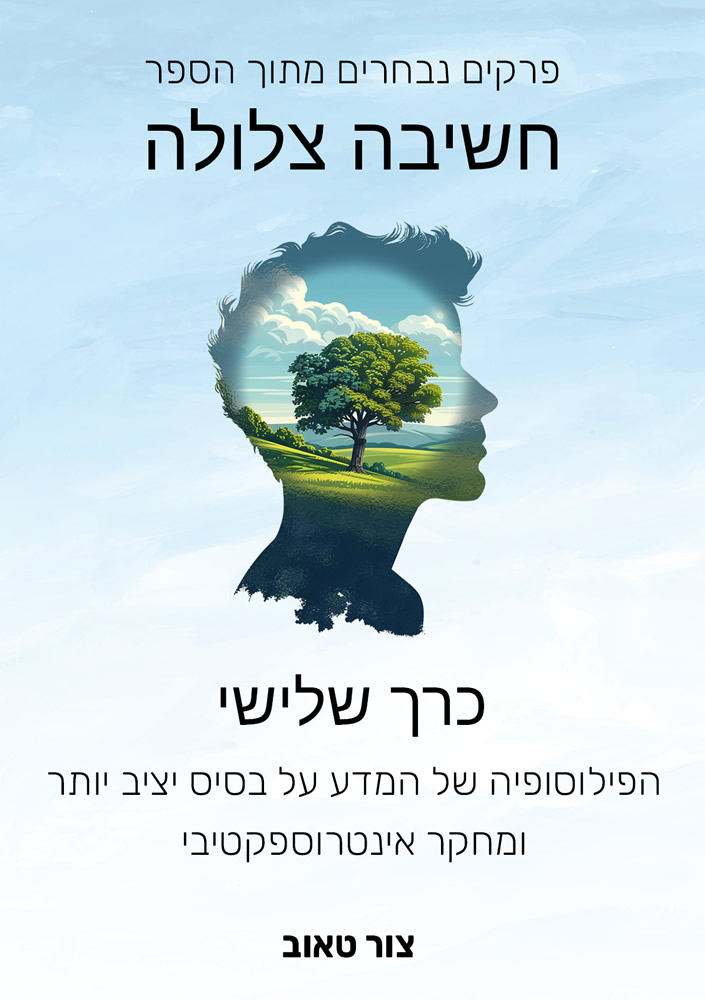 פרקים נבחרים מתוך הספר
חשיבה צלולה
כרך שלישי
הפילוסופיה של המדע על בסיס יציב יותר
ומחקר אינטרוספקטיבי
צור טאוב